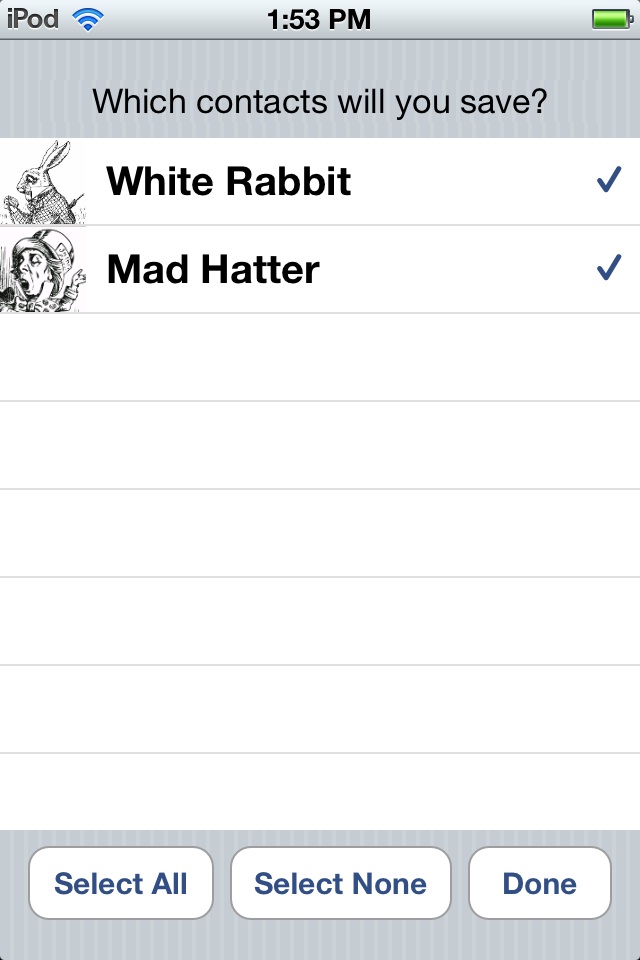 iPod 1:53 PM
Which contacts will you save?
White Rabbit
Mad Hatter
Select All Select None Done